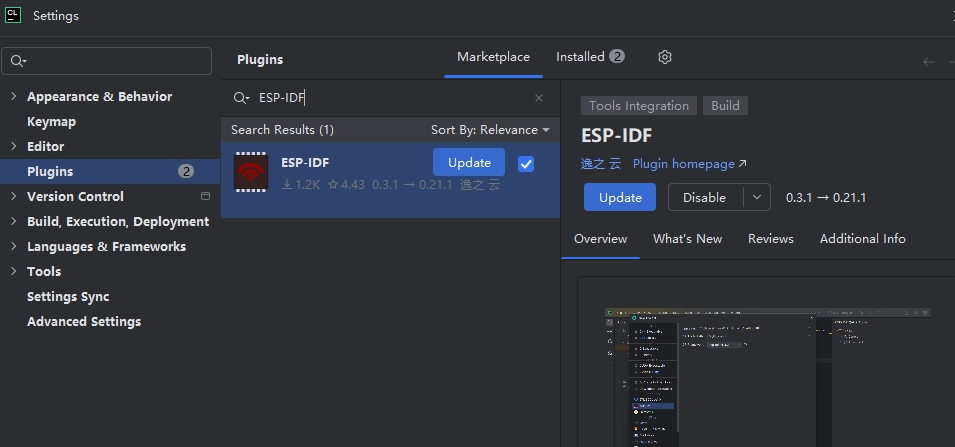 CL
Settings
Plugins
Marketplace
Installed 2
Appearance & Behavior
Keymap
Editor
Plugins 2
Version Control
Build, Execution, Deployment
Languages & Frameworks
Tools
Settings Sync
Advanced Settings
ESP-IDF
Search Results (1)
Sort By: Relevance
ESP-IDF
Update
1.2K 4.43 0.3.1 → 0.21.1 逸之 云
Tools Integration Build
ESP-IDF
逸之 云 Plugin homepage ↗
Update Disable 0.3.1 → 0.21.1
Overview What's New Reviews Additional Info